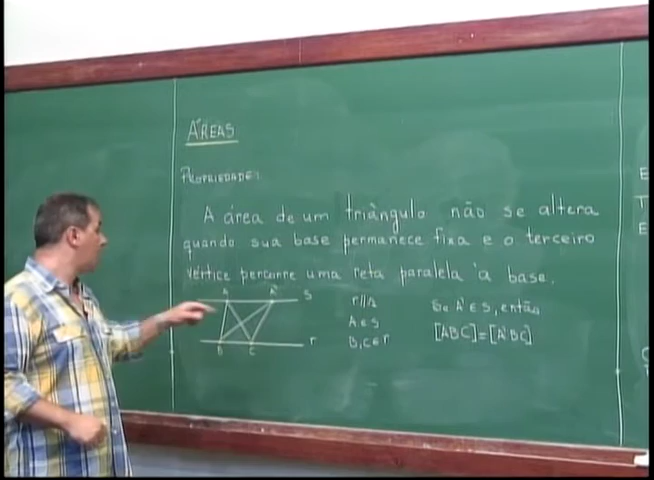 ÁREAS
PROPRIEDADE:
A área de um triângulo não se altera
quando sua base permanece fixa e o terceiro
vértice percorre uma reta paralela à base.
A A' S
B C r
r//s
A∈S
B,C∈r
Se A'∈S, então
[ABC]=[A'BC]
E
T
E